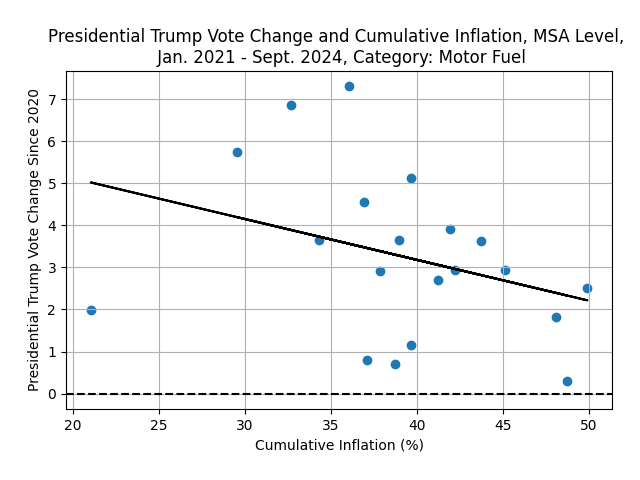 Presidential Trump Vote Change and Cumulative Inflation, MSA Level,
Jan. 2021 - Sept. 2024, Category: Motor Fuel
Presidential Trump Vote Change Since 2020
7
6
5
4
3
2
1
0
20 25 30 35 40 45 50
Cumulative Inflation (%)